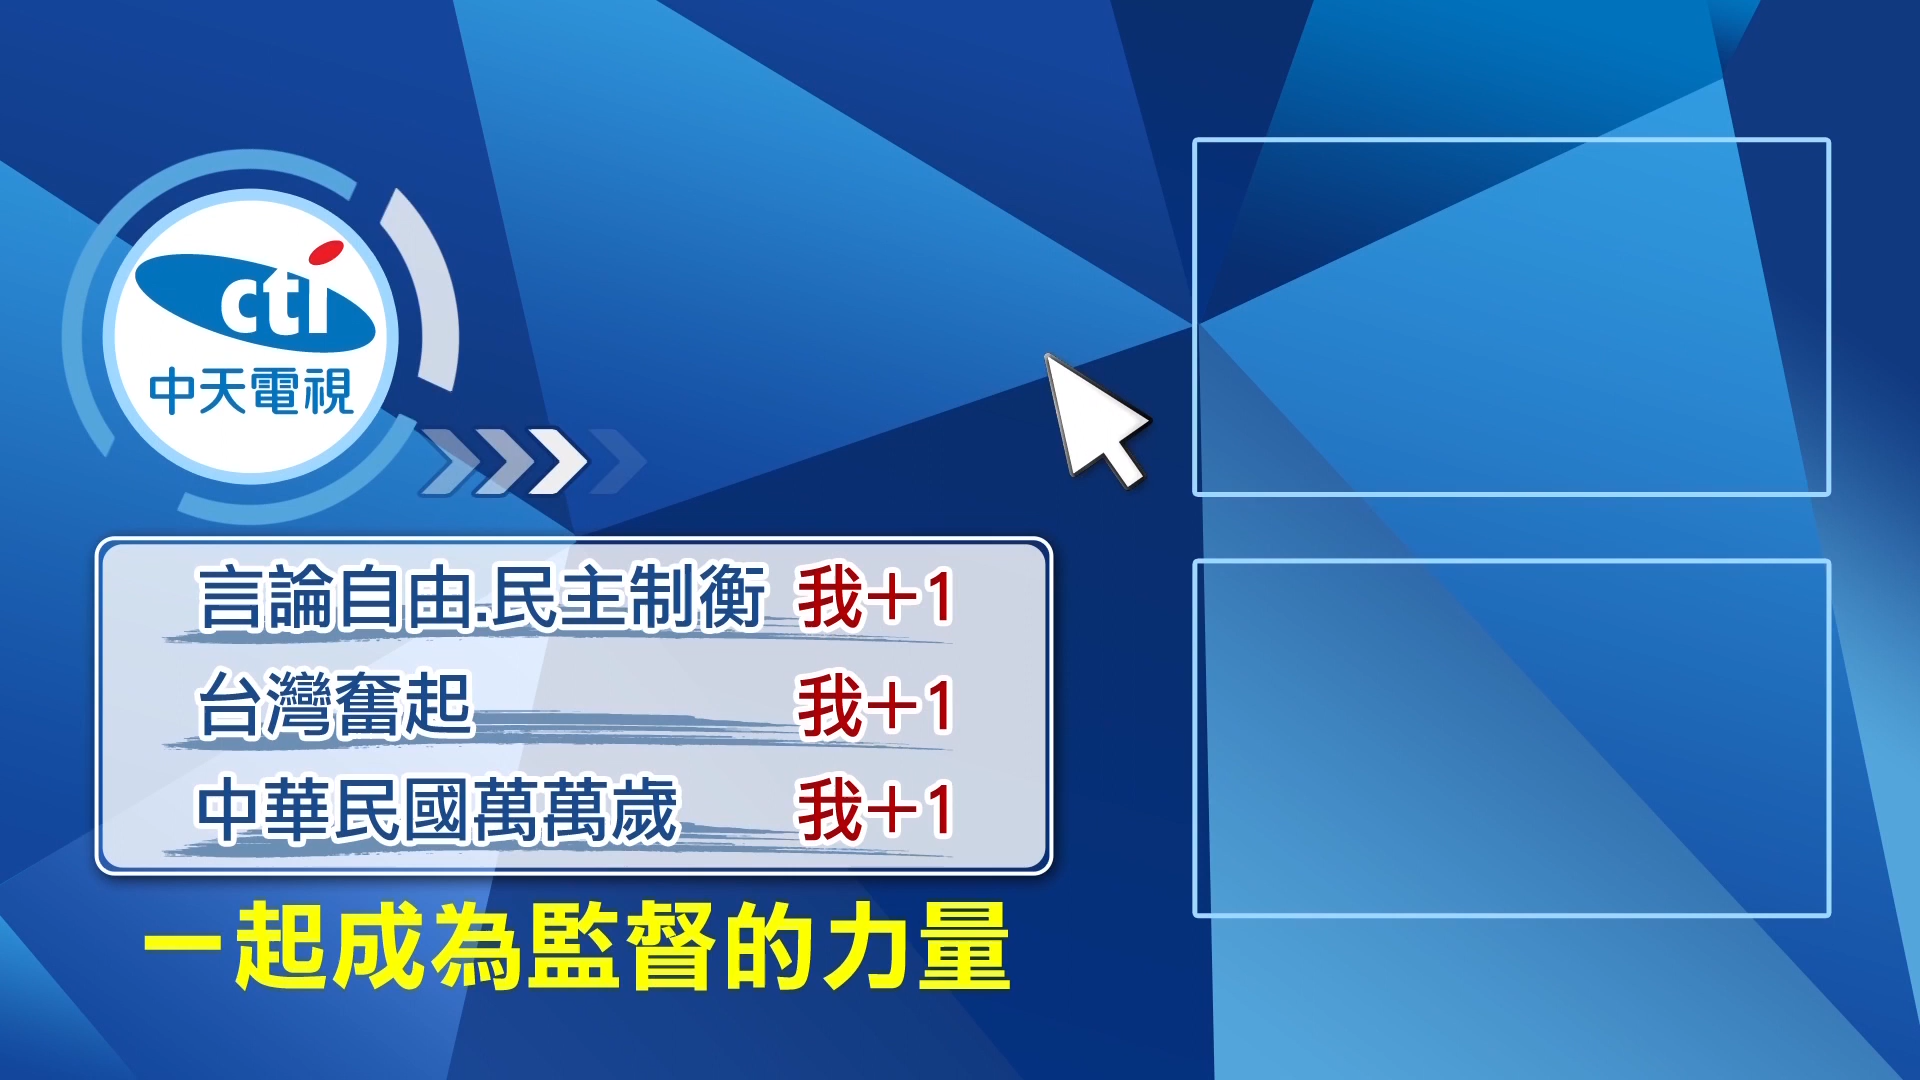 cti
中天電視
言論自由.民主制衡 我+1
台灣奮起 我+1
中華民國萬萬歲 我+1
一起成為監督的力量